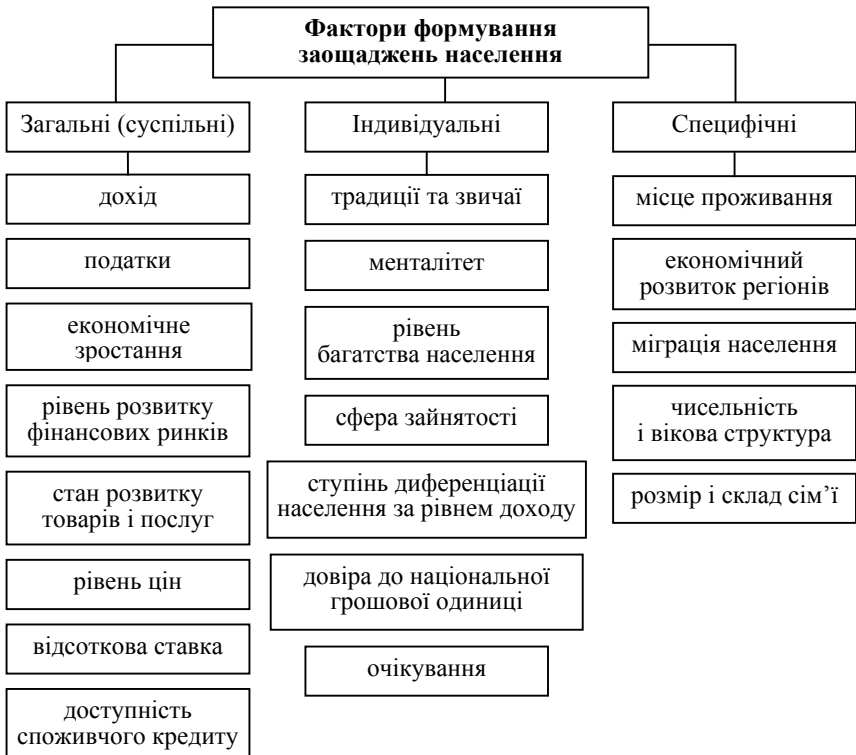 Фактори формування
заощаджень населення
Загальні (суспільні)
дохід
податки
економічне
зростання
рівень розвитку
фінансових ринків
стан розвитку
товарів і послуг
рівень цін
відсоткова ставка
доступність
споживчого кредиту
Індивідуальні
традиції та звичаї
менталітет
рівень
багатства населення
сфера зайнятості
ступінь диференціації
населення за рівнем доходу
довіра до національної
грошової одиниці
очікування
Специфічні
місце проживання
економічний
розвиток регіонів
міграція населення
чисельність
і вікова структура
розмір і склад сім’ї